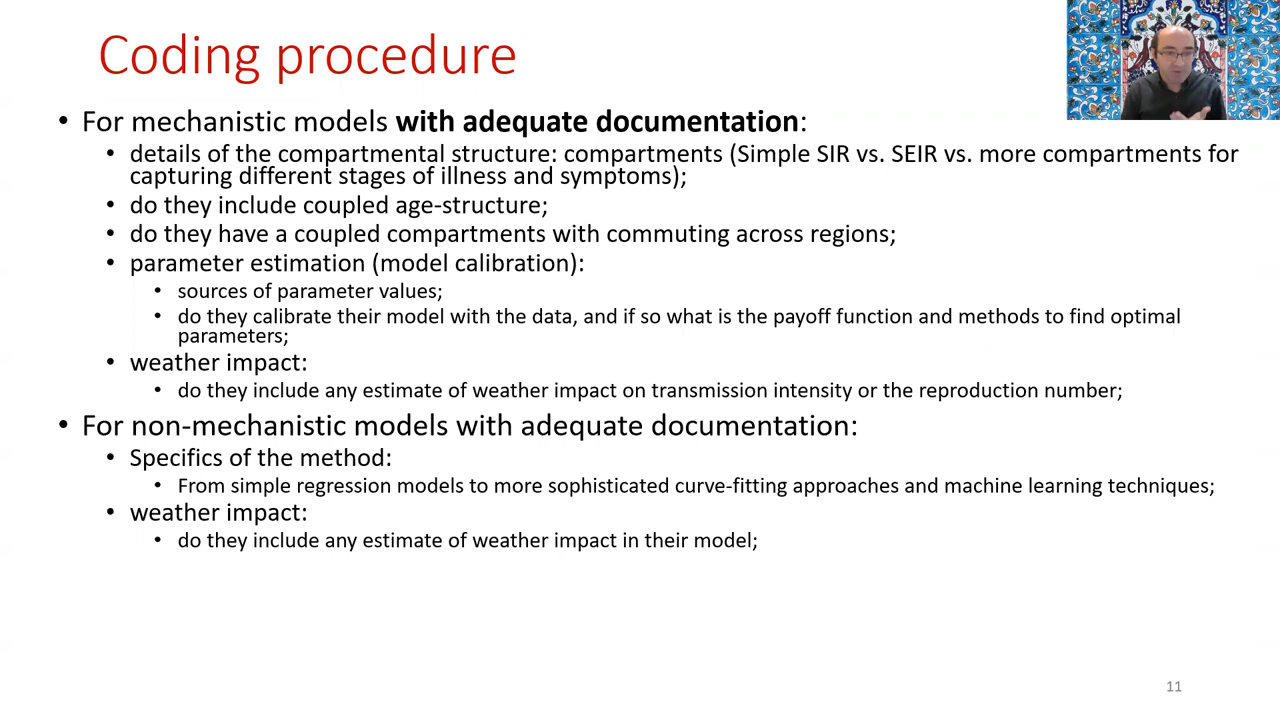 Coding procedure
• For mechanistic models with adequate documentation:
• details of the compartmental structure: compartments (Simple SIR vs. SEIR vs. more compartments for
capturing different stages of illness and symptoms);
• do they include coupled age-structure;
• do they have a coupled compartments with commuting across regions;
• parameter estimation (model calibration):
• sources of parameter values;
• do they calibrate their model with the data, and if so what is the payoff function and methods to find optimal
parameters;
• weather impact:
• do they include any estimate of weather impact on transmission intensity or the reproduction number;
• For non-mechanistic models with adequate documentation:
• Specifics of the method:
• From simple regression models to more sophisticated curve-fitting approaches and machine learning techniques;
• weather impact:
• do they include any estimate of weather impact in their model;
11